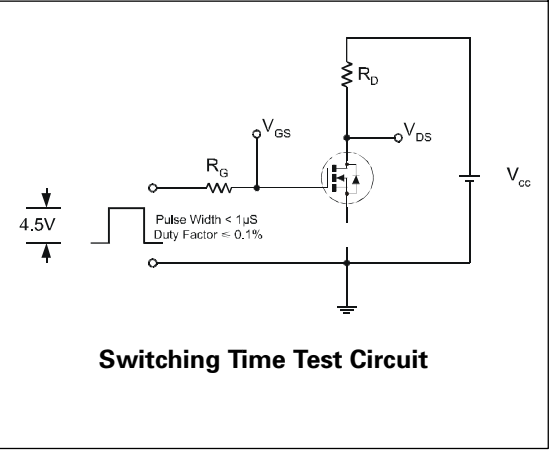 R_D
V_GS
V_DS
R_G
V_cc
4.5V
Pulse Width < 1µS
Duty Factor ≤ 0.1%
Switching Time Test Circuit